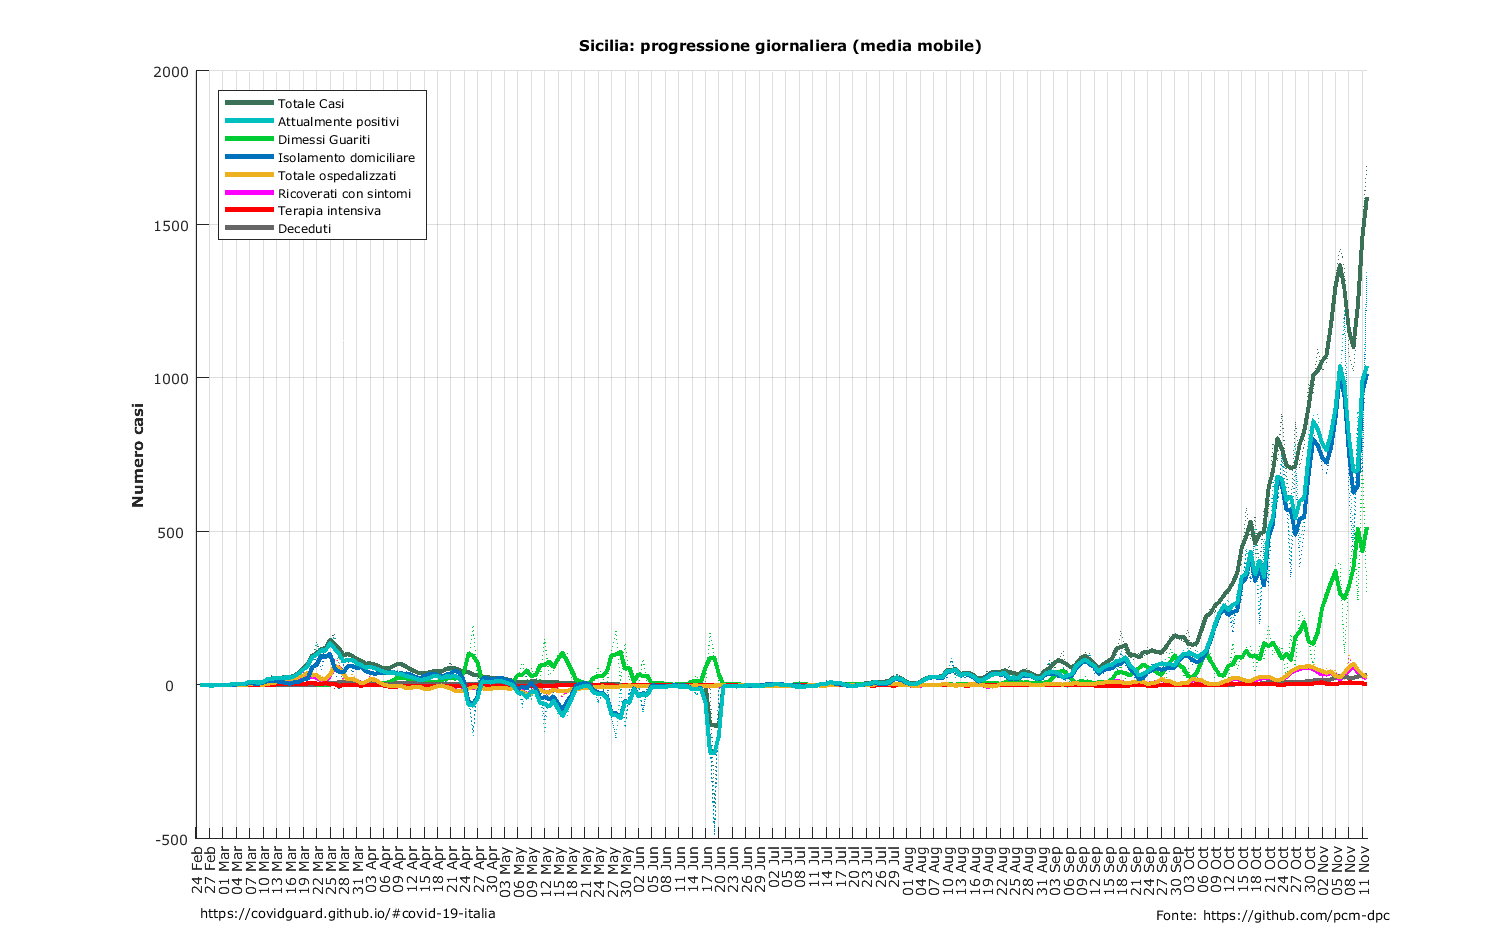 Sicilia: progressione giornaliera (media mobile)
2000
1500
1000
500
0
-500
Numero casi
Totale Casi
Attualmente positivi
Dimessi Guariti
Isolamento domiciliare
Totale ospedalizzati
Ricoverati con sintomi
Terapia intensiva
Deceduti
24 Feb
27 Feb
01 Mar
04 Mar
07 Mar
10 Mar
13 Mar
16 Mar
19 Mar
22 Mar
25 Mar
28 Mar
31 Mar
03 Apr
06 Apr
09 Apr
12 Apr
15 Apr
18 Apr
21 Apr
24 Apr
27 Apr
30 Apr
03 May
06 May
09 May
12 May
15 May
18 May
21 May
24 May
27 May
30 May
02 Jun
05 Jun
08 Jun
11 Jun
14 Jun
17 Jun
20 Jun
23 Jun
26 Jun
29 Jun
02 Jul
05 Jul
08 Jul
11 Jul
14 Jul
17 Jul
20 Jul
23 Jul
26 Jul
29 Jul
01 Aug
04 Aug
07 Aug
10 Aug
13 Aug
16 Aug
19 Aug
22 Aug
25 Aug
28 Aug
31 Aug
03 Sep
06 Sep
09 Sep
12 Sep
15 Sep
18 Sep
21 Sep
24 Sep
27 Sep
30 Sep
03 Oct
06 Oct
09 Oct
12 Oct
15 Oct
18 Oct
21 Oct
24 Oct
27 Oct
30 Oct
02 Nov
05 Nov
08 Nov
11 Nov
https://covidguard.github.io/#covid-19-italia
Fonte: https://github.com/pcm-dpc